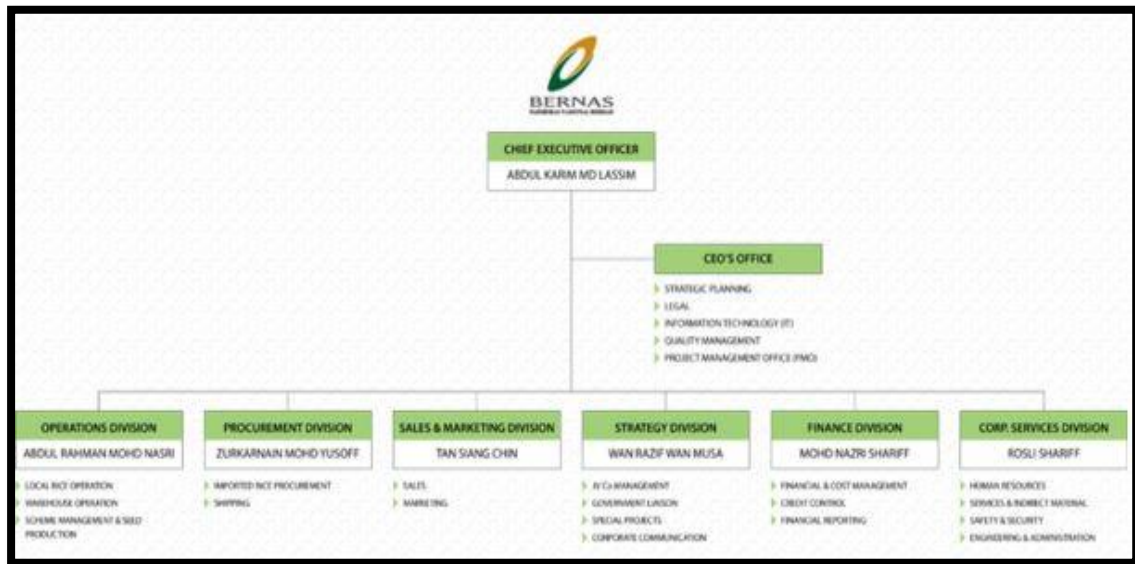 BERNAS
CHIEF EXECUTIVE OFFICER
ABDUL KARIM MD LASSIM
CEO'S OFFICE
STRATEGIC PLANNING
LEGAL
INFORMATION TECHNOLOGY (IT)
QUALITY MANAGEMENT
PROJECT MANAGEMENT OFFICE (PMO)
OPERATIONS DIVISION
ABDUL RAHMAN MOHD NASRI
LOCAL RICE OPERATION
WAREHOUSE OPERATION
SCHEME MANAGEMENT & SEED
PRODUCTION
PROCUREMENT DIVISION
ZURKARNAIN MOHD YUSOFF
IMPORTED RICE PROCUREMENT
SHIPPING
SALES & MARKETING DIVISION
TAN SIANG CHIN
SALES
MARKETING
STRATEGY DIVISION
WAN RAZIF WAN MUSA
JV Co MANAGEMENT
GOVERNMENT LIAISON
SPECIAL PROJECTS
CORPORATE COMMUNICATION
FINANCE DIVISION
MOHD NAZRI SHARIFF
FINANCIAL & COST MANAGEMENT
CREDIT CONTROL
FINANCIAL REPORTING
CORP. SERVICES DIVISION
ROSLI SHARIFF
HUMAN RESOURCES
SERVICES & INDIRECT MATERIAL
SAFETY & SECURITY
ENGINEERING & ADMINISTRATION